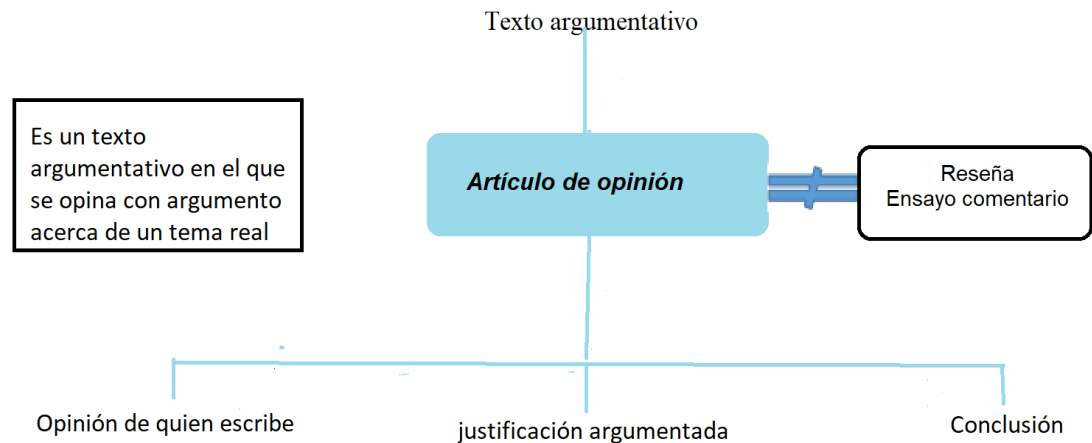 Texto argumentativo
Es un texto
argumentativo en el que
se opina con argumento
acerca de un tema real
Artículo de opinión
Reseña
Ensayo comentario
Opinión de quien escribe
justificación argumentada
Conclusión